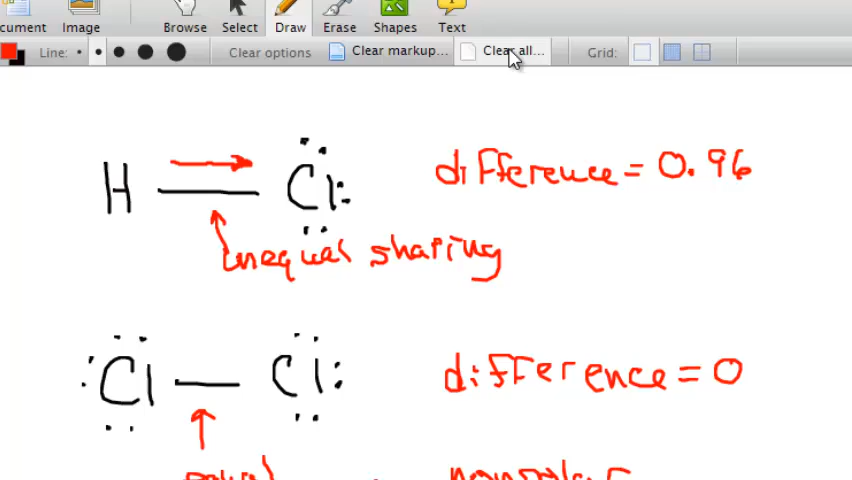 cument Image Browse Select Draw Erase Shapes Text
Line: Clear options Clear markup... Clear all... Grid:
H Cl difference = 0.96
unequal sharing
Cl Cl difference = 0